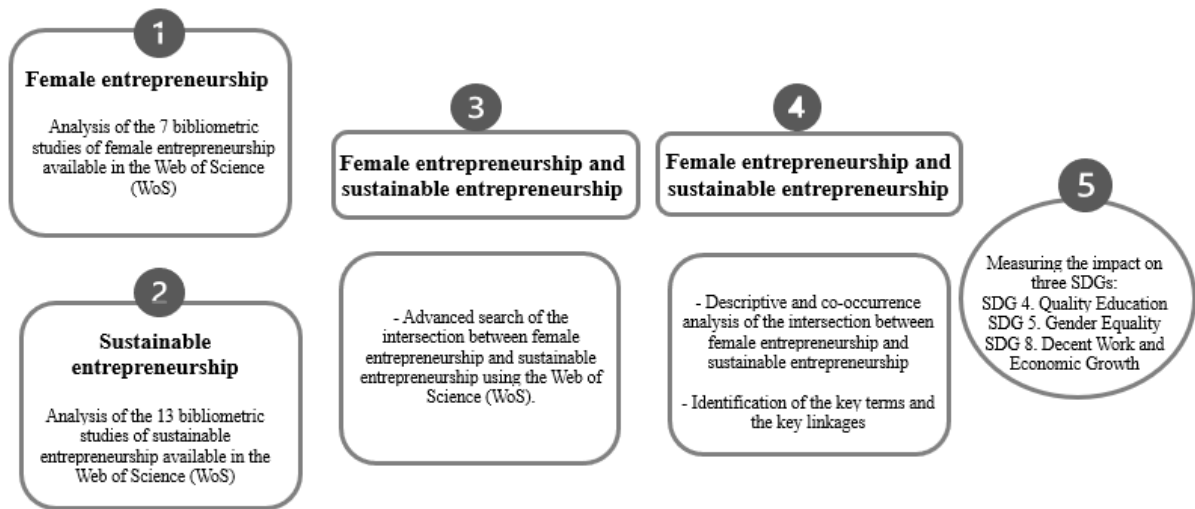 1
Female entrepreneurship
Analysis of the 7 bibliometric
studies of female entrepreneurship
available in the Web of Science
(WoS)
2
Sustainable
entrepreneurship
Analysis of the 13 bibliometric
studies of sustainable
entrepreneurship available in the
Web of Science (WoS)
3
Female entrepreneurship and
sustainable entrepreneurship
- Advanced search of the
intersection between female
entrepreneurship and sustainable
entrepreneurship using the Web of
Science (WoS).
4
Female entrepreneurship and
sustainable entrepreneurship
- Descriptive and co-occurrence
analysis of the intersection between
female entrepreneurship and
sustainable entrepreneurship
- Identification of the key terms and
the key linkages
5
Measuring the impact on
three SDGs:
SDG 4. Quality Education
SDG 5. Gender Equality
SDG 8. Decent Work and
Economic Growth